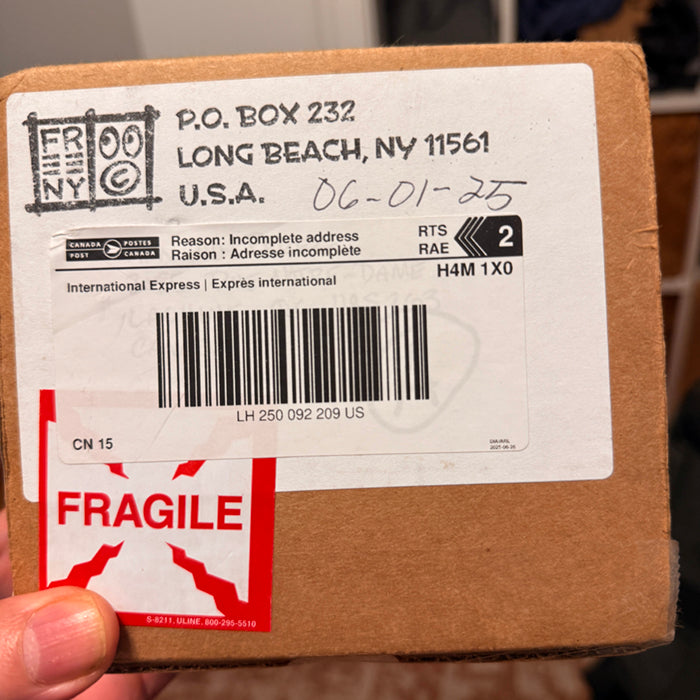 FR
NY
©
P.O. BOX 232
LONG BEACH, NY 11561
U.S.A. 06-01-25
CANADA POSTES
POST CANADA
Reason: Incomplete address
Raison : Adresse incomplète
RTS
RAE
2
H4M 1X0
International Express | Exprès international
LH 250 092 209 US
CN 15
FRAGILE
S-8211, ULINE, 800-295-5510